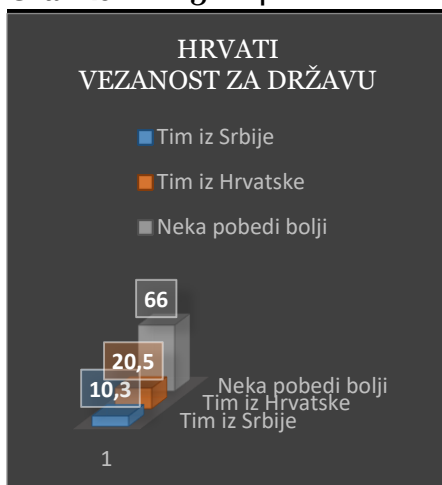 HRVATI
VEZANOST ZA DRŽAVU
Tim iz Srbije
Tim iz Hrvatske
Neka pobedi bolji
66
20,5
10,3
Neka pobedi bolji
Tim iz Hrvatske
Tim iz Srbije
1